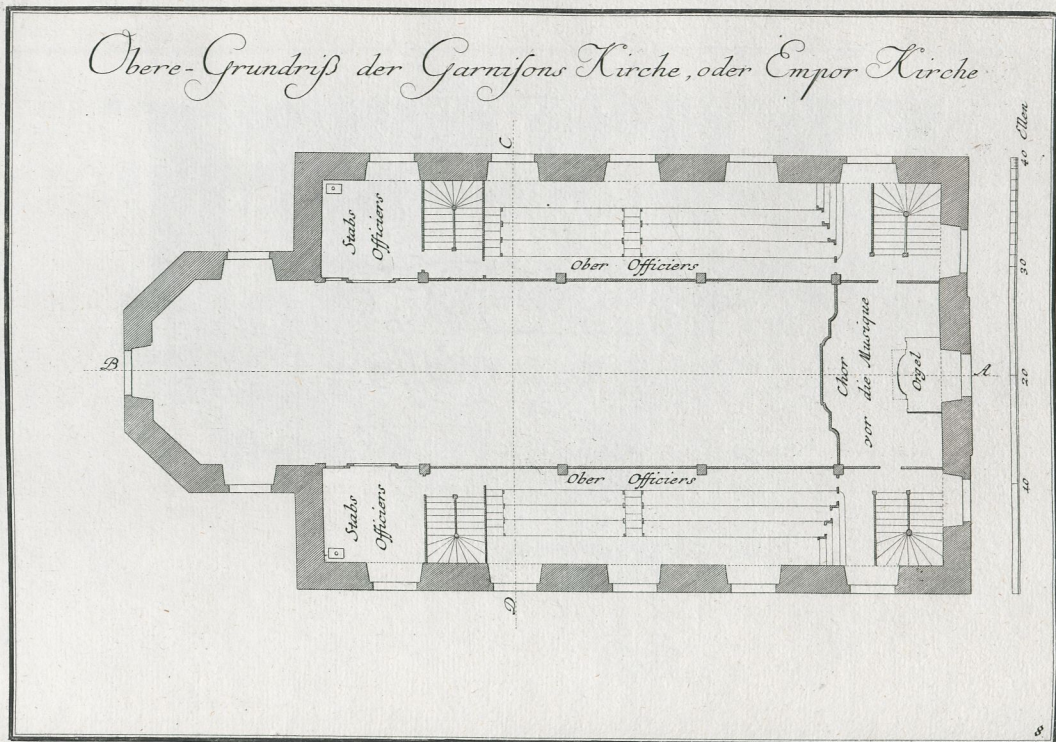 Obere-Grundriß der Garnisons Kirche, oder Empor Kirche
C
Stabs
Officiers
Ober Officiers
B
Chor
vor die Musique
Orgel
A
Ober Officiers
Stabs
Officiers
D
40 Ellen
30
20
10
8